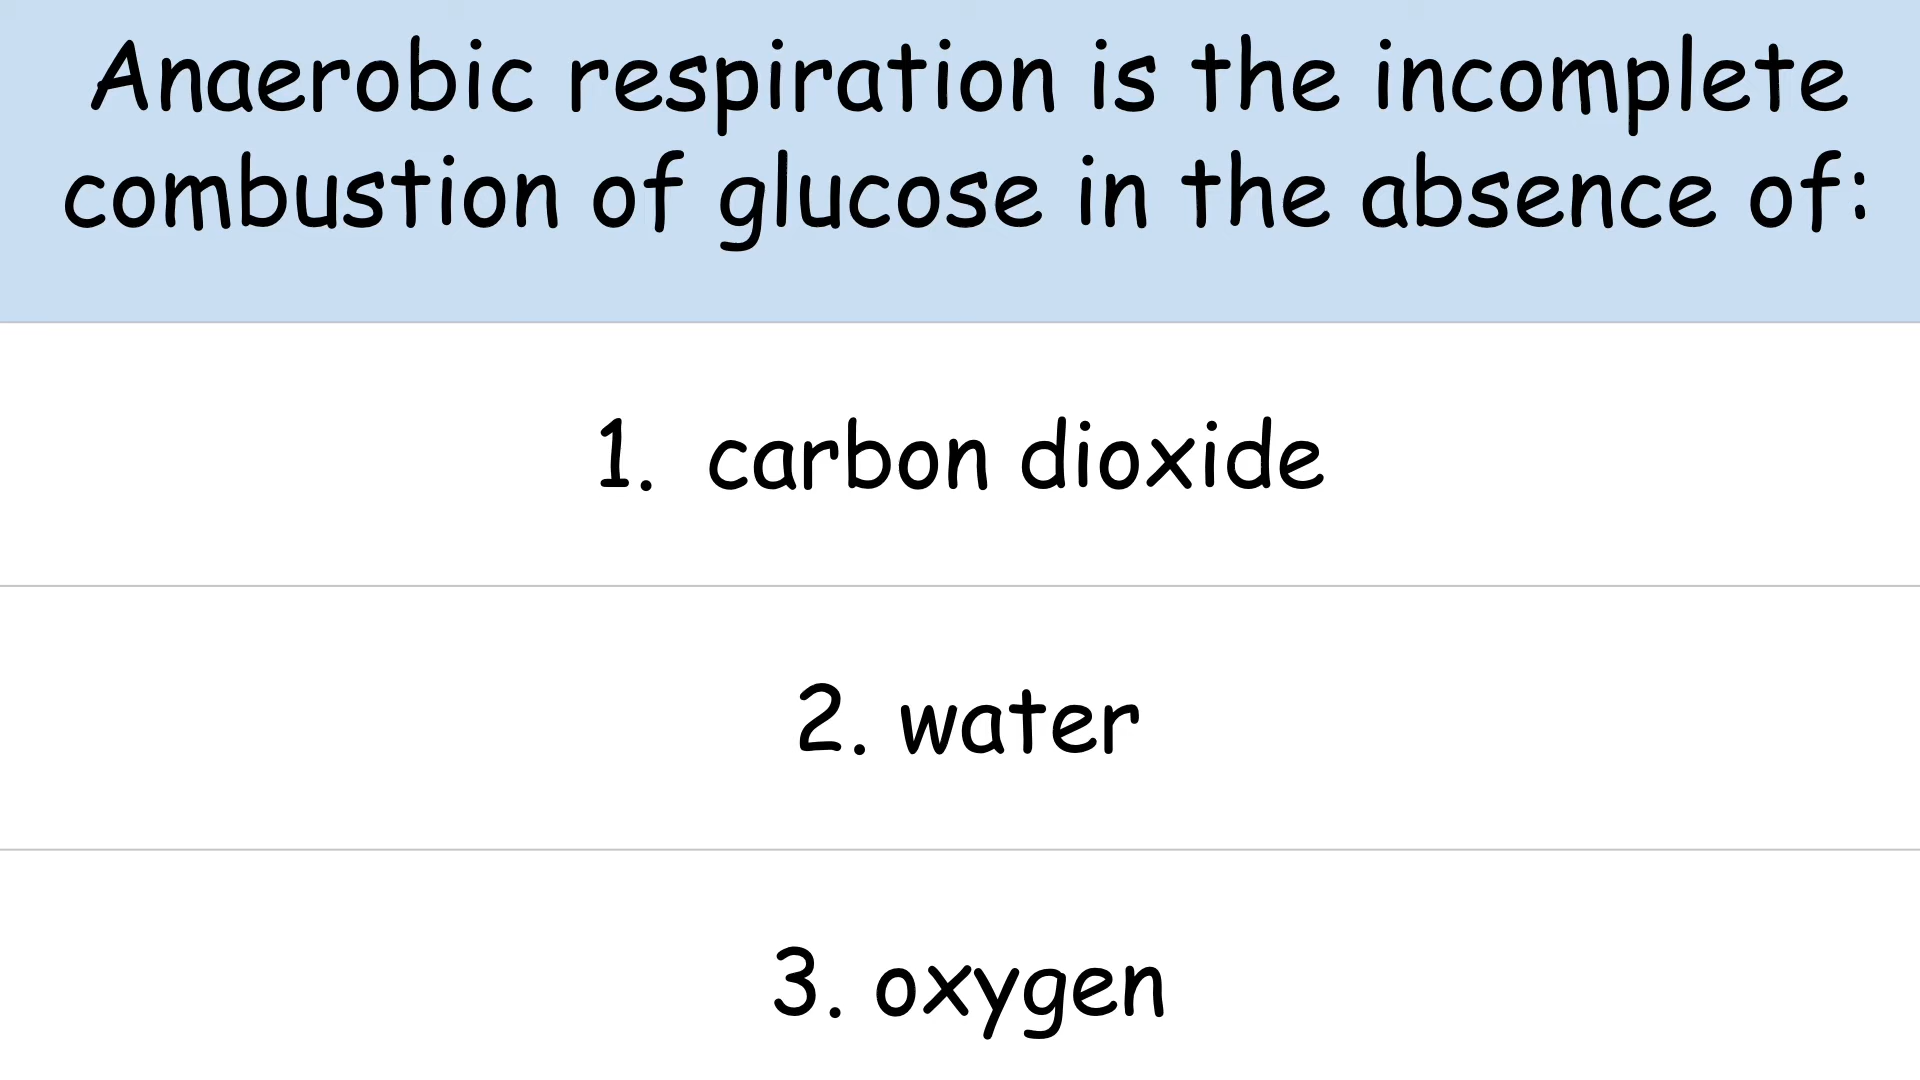 Anaerobic respiration is the incomplete
combustion of glucose in the absence of:
1. carbon dioxide
2. water
3. oxygen